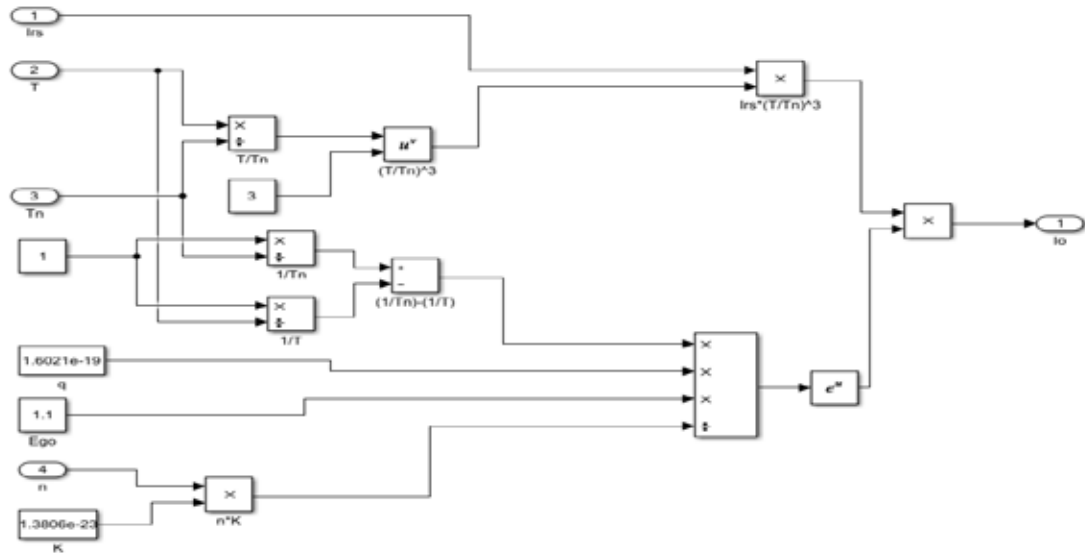 1
Irs
2
T
×
Irs*(T/Tn)^3
×
÷
T/Tn
u^v
(T/Tn)^3
3
Tn
3
×
1
Io
1
×
÷
1/Tn
+
−
(1/Tn)-(1/T)
×
÷
1/T
1.6021e-19
q
×
×
×
÷
e^u
1.1
Ego
4
n
×
n*K
1.3806e-23
K